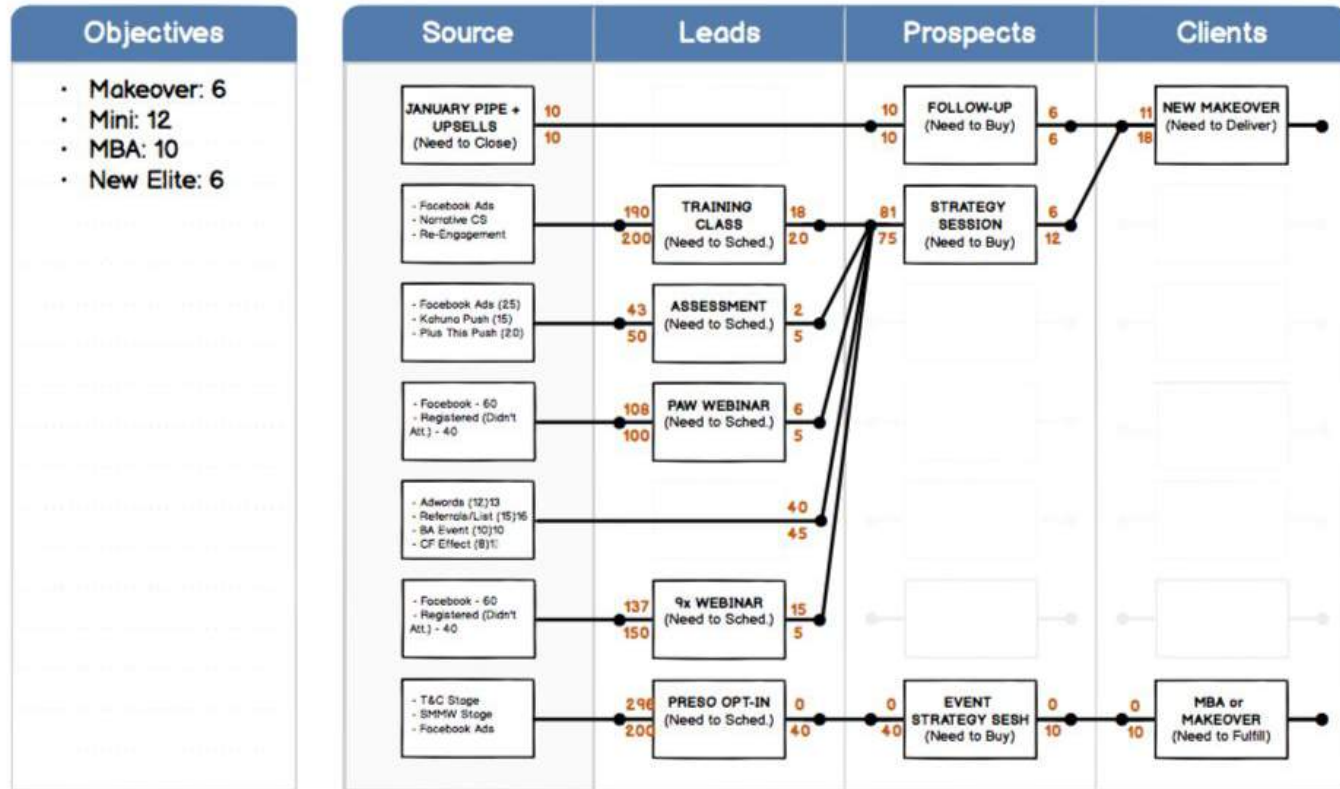 Objectives
· Makeover: 6
· Mini: 12
· MBA: 10
· New Elite: 6
Source
Leads
Prospects
Clients
JANUARY PIPE +
UPSELLS
(Need to Close)
10
10
10
10
FOLLOW-UP
(Need to Buy)
6
6
11
18
NEW MAKEOVER
(Need to Deliver)
- Facebook Ads
- Narrative CS
- Re-Engagement
190
200
TRAINING
CLASS
(Need to Sched.)
18
20
81
75
STRATEGY
SESSION
(Need to Buy)
6
12
- Facebook Ads (25)
- Kahuna Push (15)
- Plus This Push (20)
43
50
ASSESSMENT
(Need to Sched.)
2
5
- Facebook - 60
- Registered (Didn't
Att.) - 40
108
100
PAW WEBINAR
(Need to Sched.)
6
5
- Adwords (12)13
- Referrals/List (15)16
- BA Event (10)10
- CF Effect (8)
40
45
- Facebook - 60
- Registered (Didn't
Att.) - 40
137
150
9x WEBINAR
(Need to Sched.)
15
5
- T&C Stage
- SMMW Stage
- Facebook Ads
296
200
PRESO OPT-IN
(Need to Sched.)
0
40
0
40
EVENT
STRATEGY SESH
(Need to Buy)
0
10
0
10
MBA or
MAKEOVER
(Need to Fulfill)